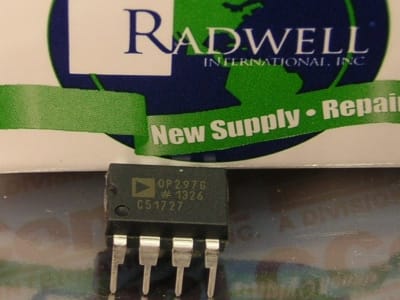 RADWELL
INTERNATIONAL, INC
New Supply • Repai
OP297G
#1326
C51727